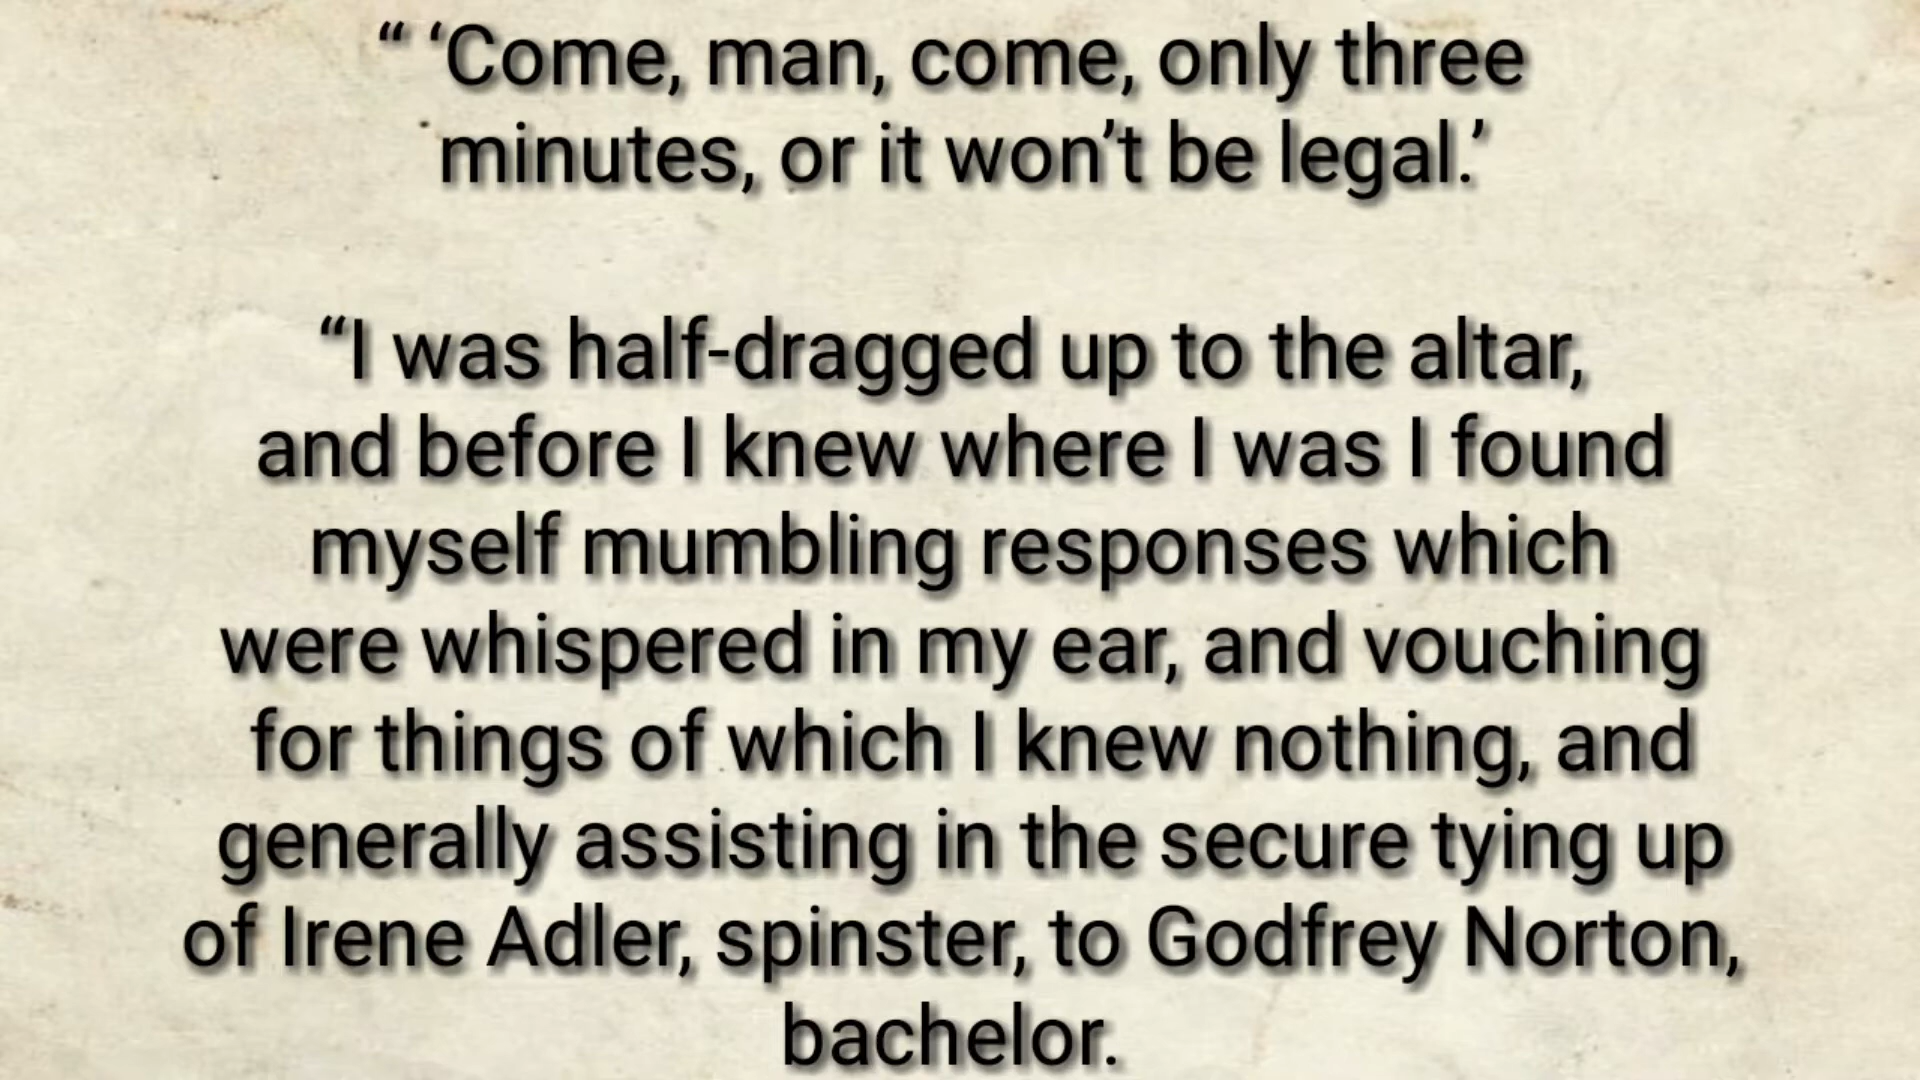 “ ‘Come, man, come, only three
minutes, or it won’t be legal.’
“I was half-dragged up to the altar,
and before I knew where I was I found
myself mumbling responses which
were whispered in my ear, and vouching
for things of which I knew nothing, and
generally assisting in the secure tying up
of Irene Adler, spinster, to Godfrey Norton,
bachelor.